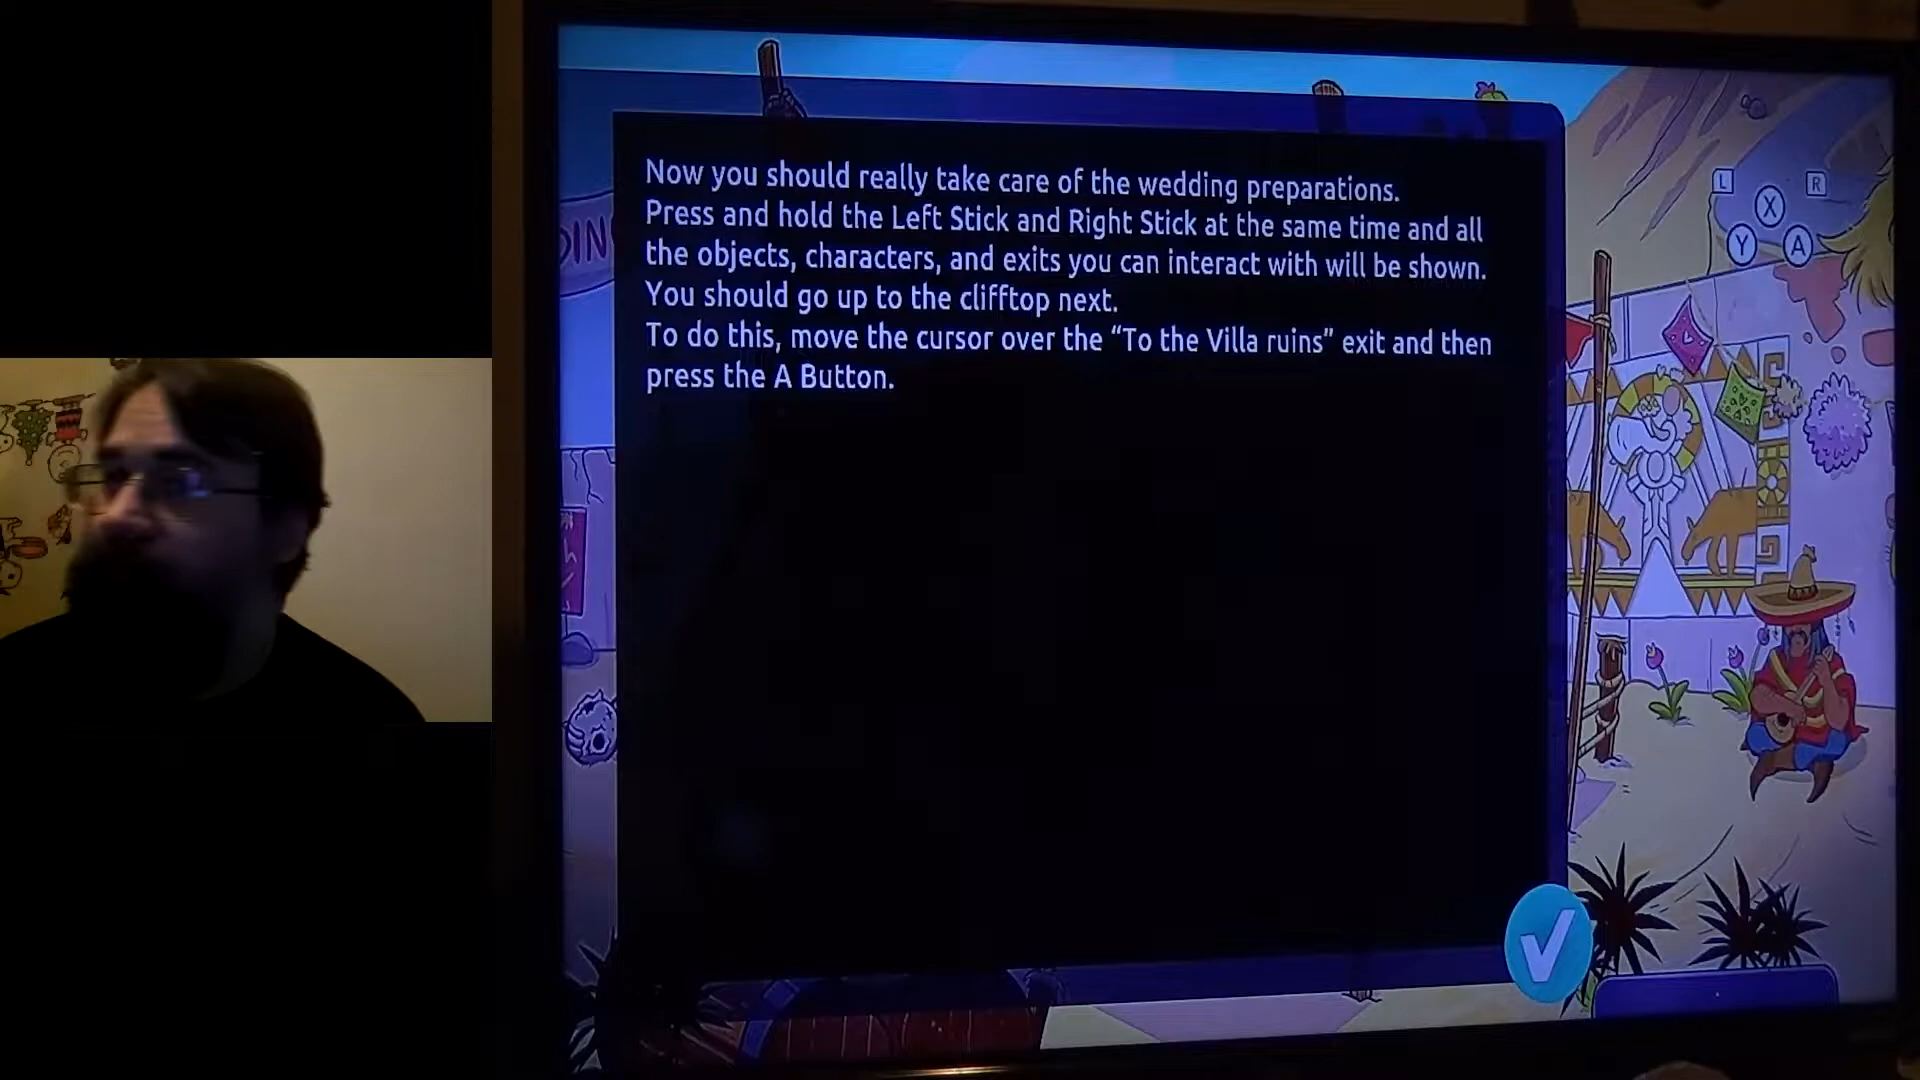 Now you should really take care of the wedding preparations.
Press and hold the Left Stick and Right Stick at the same time and all
the objects, characters, and exits you can interact with will be shown.
You should go up to the clifftop next.
To do this, move the cursor over the “To the Villa ruins” exit and then
press the A Button.
L
R
X
Y
A
DIN